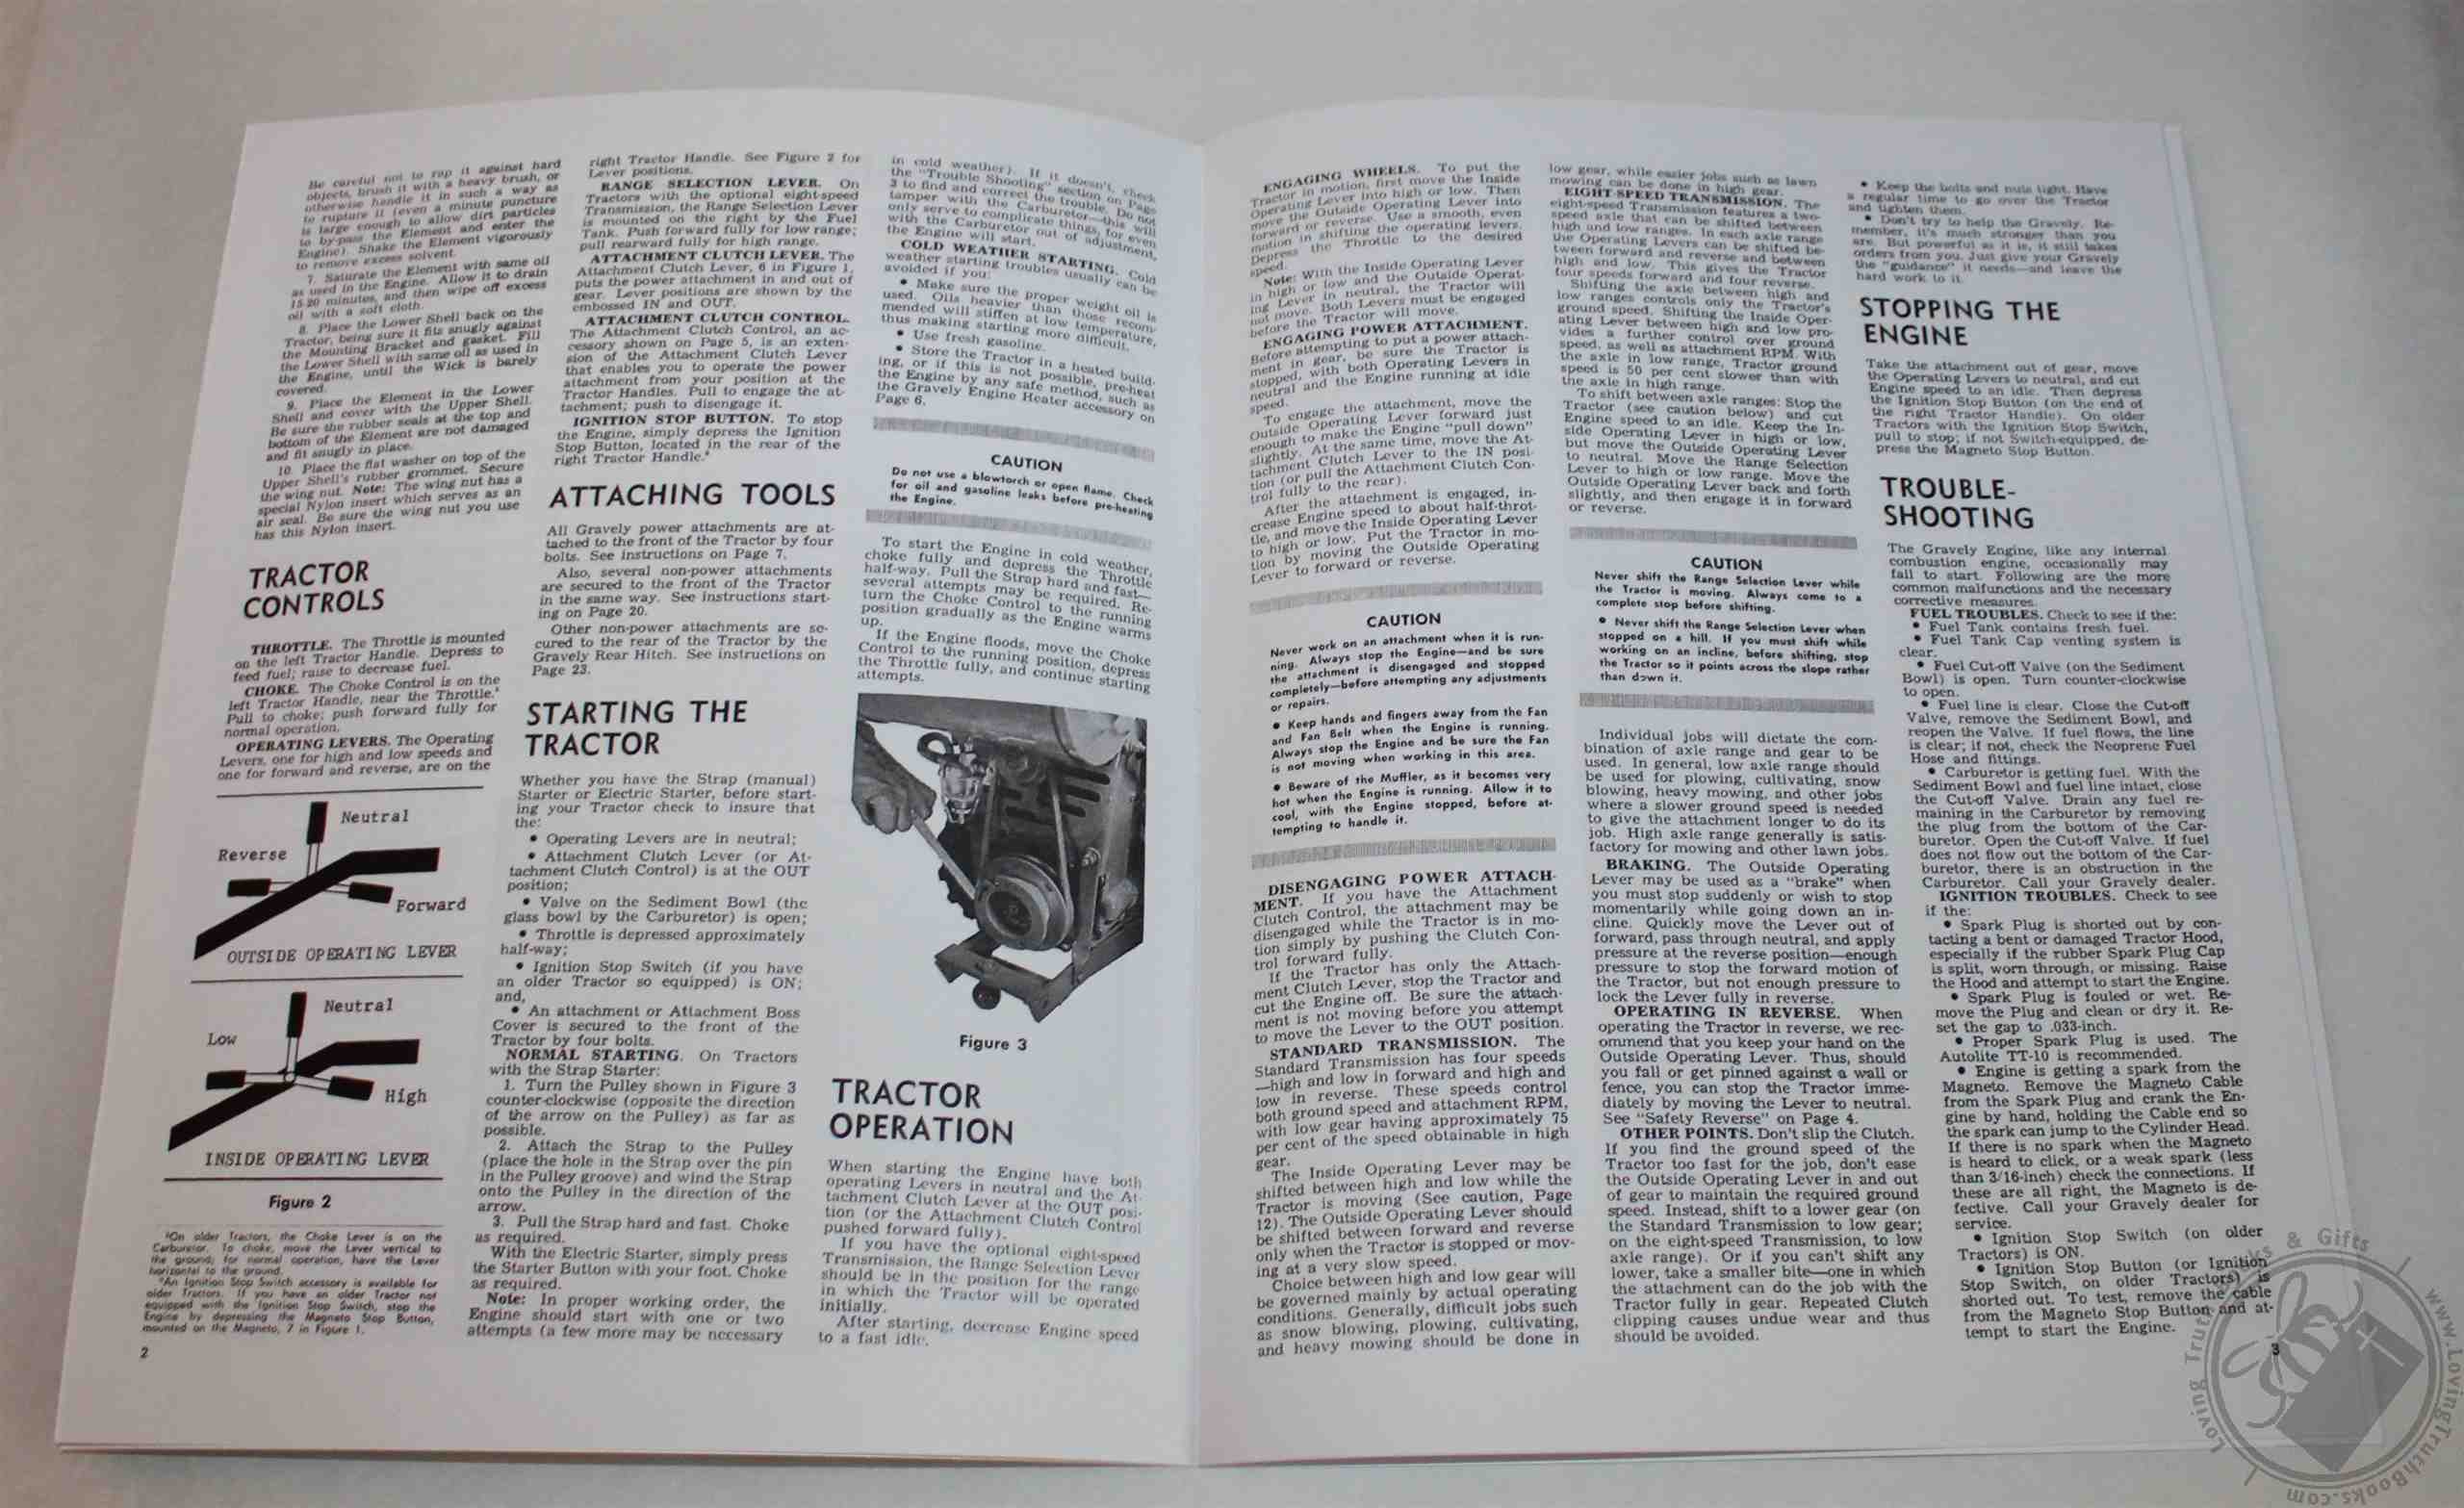 Be careful not to rap it against hard
objects, brush it with a heavy brush, or
otherwise handle it in such a way as
to rupture it (even a minute puncture
is large enough to allow dirt particles
to by-pass the Element and enter the
Engine). Shake the Element vigorously
to remove excess solvent.
7. Saturate the Element with same oil
as used in the Engine. Allow it to drain
15-20 minutes, and then wipe off excess
oil with a soft cloth.
8. Place the Lower Shell back on the
Tractor, being sure it fits snugly against
the Mounting Bracket and gasket. Fill
the Lower Shell with same oil as used in
the Engine, until the Wick is barely
covered.
9. Place the Element in the Lower
Shell and cover with the Upper Shell.
Be sure the rubber seals at the top and
bottom of the Element are not damaged
and fit snugly in place.
10. Place the flat washer on top of the
Upper Shell's rubber grommet. Secure
the wing nut. Note: The wing nut has a
special Nylon insert which serves as an
air seal. Be sure the wing nut you use
has this Nylon insert.
TRACTOR
CONTROLS
THROTTLE. The Throttle is mounted
on the left Tractor Handle. Depress to
feed fuel; raise to decrease fuel.
CHOKE. The Choke Control is on the
left Tractor Handle, near the Throttle.¹
Pull to choke; push forward fully for
normal operation.
OPERATING LEVERS. The Operating
Levers, one for high and low speeds and
one for forward and reverse, are on the
Neutral
Reverse
Forward
OUTSIDE OPERATING LEVER
Neutral
Low
High
INSIDE OPERATING LEVER
Figure 2
¹On older Tractors, the Choke Lever is on the
Carburetor. To choke, move the Lever vertical to
the ground; for normal operation, have the Lever
horizontal to the ground.
²An Ignition Stop Switch accessory is available for
older Tractors. If you have an older Tractor not
equipped with the Ignition Stop Switch, stop the
Engine by depressing the Magneto Stop Button,
mounted on the Magneto, 7 in Figure 1.
2
right Tractor Handle. See Figure 2 for
Lever positions.
RANGE SELECTION LEVER. On
Tractors with the optional eight-speed
Transmission, the Range Selection Lever
is mounted on the right by the Fuel
Tank. Push forward fully for low range;
pull rearward fully for high range.
ATTACHMENT CLUTCH LEVER. The
Attachment Clutch Lever, 6 in Figure 1,
puts the power attachment in and out of
gear. Lever positions are shown by the
embossed IN and OUT.
ATTACHMENT CLUTCH CONTROL.
The Attachment Clutch Control, an ac-
cessory shown on Page 5, is an exten-
sion of the Attachment Clutch Lever
that enables you to operate the power
attachment from your position at the
Tractor Handles. Pull to engage the at-
tachment; push to disengage it.
IGNITION STOP BUTTON. To stop
the Engine, simply depress the Ignition
Stop Button, located in the rear of the
right Tractor Handle.²
ATTACHING TOOLS
All Gravely power attachments are at-
tached to the front of the Tractor by four
bolts. See instructions on Page 7.
Also, several non-power attachments
are secured to the front of the Tractor
in the same way. See instructions start-
ing on Page 20.
Other non-power attachments are se-
cured to the rear of the Tractor by the
Gravely Rear Hitch. See instructions on
Page 23.
STARTING THE
TRACTOR
Whether you have the Strap (manual)
Starter or Electric Starter, before start-
ing your Tractor check to insure that
the:
• Operating Levers are in neutral;
• Attachment Clutch Lever (or At-
tachment Clutch Control) is at the OUT
position;
• Valve on the Sediment Bowl (the
glass bowl by the Carburetor) is open;
• Throttle is depressed approximately
half-way;
• Ignition Stop Switch (if you have
an older Tractor so equipped) is ON;
and,
• An attachment or Attachment Boss
Cover is secured to the front of the
Tractor by four bolts.
NORMAL STARTING. On Tractors
with the Strap Starter:
1. Turn the Pulley shown in Figure 3
counter-clockwise (opposite the direction
of the arrow on the Pulley) as far as
possible.
2. Attach the Strap to the Pulley
(place the hole in the Strap over the pin
in the Pulley groove) and wind the Strap
onto the Pulley in the direction of the
arrow.
3. Pull the Strap hard and fast. Choke
as required.
With the Electric Starter, simply press
the Starter Button with your foot. Choke
as required.
Note: In proper working order, the
Engine should start with one or two
attempts (a few more may be necessary
in cold weather). If it doesn't, check
the "Trouble Shooting" section on Page
3 to find and correct the trouble. Do not
tamper with the Carburetor—this will
only serve to complicate things, for even
with the Carburetor out of adjustment,
the Engine will start.
COLD WEATHER STARTING. Cold
weather starting troubles usually can be
avoided if you:
• Make sure the proper weight oil is
used. Oils heavier than those recom-
mended will stiffen at low temperature,
thus making starting more difficult.
• Use fresh gasoline.
• Store the Tractor in a heated build-
ing, or if this is not possible, pre-heat
the Engine by any safe method, such as
the Gravely Engine Heater accessory on
Page 6.
CAUTION
Do not use a blowtorch or open flame. Check
for oil and gasoline leaks before pre-heating
the Engine.
To start the Engine in cold weather,
choke fully and depress the Throttle
half-way. Pull the Strap hard and fast—
several attempts may be required. Re-
turn the Choke Control to the running
position gradually as the Engine warms
up.
If the Engine floods, move the Choke
Control to the running position, depress
the Throttle fully, and continue starting
attempts.
Figure 3
TRACTOR
OPERATION
When starting the Engine have both
operating Levers in neutral and the At-
tachment Clutch Lever at the OUT posi-
tion (or the Attachment Clutch Control
pushed forward fully).
If you have the optional eight-speed
Transmission, the Range Selection Lever
should be in the position for the range
in which the Tractor will be operated
initially.
After starting, decrease Engine speed
to a fast idle.
ENGAGING WHEELS. To put the
Tractor in motion, first move the Inside
Operating Lever into high or low. Then
move the Outside Operating Lever into
forward or reverse. Use a smooth, even
motion in shifting the operating levers.
Depress the Throttle to the desired
speed.
Note: With the Inside Operating Lever
in high or low and the Outside Operat-
ing Lever in neutral, the Tractor will
not move. Both Levers must be engaged
before the Tractor will move.
ENGAGING POWER ATTACHMENT.
Before attempting to put a power attach-
ment in gear, be sure the Tractor is
stopped, with both Operating Levers in
neutral and the Engine running at idle
speed.
To engage the attachment, move the
Outside Operating Lever forward just
enough to make the Engine "pull down"
slightly. At the same time, move the At-
tachment Clutch Lever to the IN posi-
tion (or pull the Attachment Clutch Con-
trol fully to the rear).
After the attachment is engaged, in-
crease Engine speed to about half-throt-
tle, and move the Inside Operating Lever
to high or low. Put the Tractor in mo-
tion by moving the Outside Operating
Lever to forward or reverse.
CAUTION
Never work on an attachment when it is run-
ning. Always stop the Engine—and be sure
the attachment is disengaged and stopped
completely—before attempting any adjustments
or repairs.
• Keep hands and fingers away from the Fan
and Fan Belt when the Engine is running.
Always stop the Engine and be sure the Fan
is not moving when working in this area.
• Beware of the Muffler, as it becomes very
hot when the Engine is running. Allow it to
cool, with the Engine stopped, before at-
tempting to handle it.
DISENGAGING POWER ATTACH-
MENT. If you have the Attachment
Clutch Control, the attachment may be
disengaged while the Tractor is in mo-
tion simply by pushing the Clutch Con-
trol forward fully.
If the Tractor has only the Attach-
ment Clutch Lever, stop the Tractor and
cut the Engine off. Be sure the attach-
ment is not moving before you attempt
to move the Lever to the OUT position.
STANDARD TRANSMISSION. The
Standard Transmission has four speeds
—high and low in forward and high and
low in reverse. These speeds control
both ground speed and attachment RPM,
with low gear having approximately 75
per cent of the speed obtainable in high
gear.
The Inside Operating Lever may be
shifted between high and low while the
Tractor is moving (See caution, Page
12). The Outside Operating Lever should
be shifted between forward and reverse
only when the Tractor is stopped or mov-
ing at a very slow speed.
Choice between high and low gear will
be governed mainly by actual operating
conditions. Generally, difficult jobs such
as snow blowing, plowing, cultivating,
and heavy mowing should be done in
low gear, while easier jobs such as lawn
mowing can be done in high gear.
EIGHT SPEED TRANSMISSION. The
eight-speed Transmission features a two-
speed axle that can be shifted between
high and low ranges. In each axle range
the Operating Levers can be shifted be-
tween forward and reverse and between
high and low. This gives the Tractor
four speeds forward and four reverse.
Shifting the axle between high and
low ranges controls only the Tractor's
ground speed. Shifting the Inside Oper-
ating Lever between high and low pro-
vides a further control over ground
speed, as well as attachment RPM. With
the axle in low range, Tractor ground
speed is 50 per cent slower than with
the axle in high range.
To shift between axle ranges: Stop the
Tractor (see caution below) and cut
Engine speed to an idle. Keep the In-
side Operating Lever in high or low,
but move the Outside Operating Lever
to neutral. Move the Range Selection
Lever to high or low range. Move the
Outside Operating Lever back and forth
slightly, and then engage it in forward
or reverse.
CAUTION
Never shift the Range Selection Lever while
the Tractor is moving. Always come to a
complete stop before shifting.
• Never shift the Range Selection Lever when
stopped on a hill. If you must shift while
working on an incline, before shifting, stop
the Tractor so it points across the slope rather
than down it.
Individual jobs will dictate the com-
bination of axle range and gear to be
used. In general, low axle range should
be used for plowing, cultivating, snow
blowing, heavy mowing, and other jobs
where a slower ground speed is needed
to give the attachment longer to do its
job. High axle range generally is satis-
factory for mowing and other lawn jobs.
BRAKING. The Outside Operating
Lever may be used as a "brake" when
you must stop suddenly or wish to stop
momentarily while going down an in-
cline. Quickly move the Lever out of
forward, pass through neutral, and apply
pressure at the reverse position—enough
pressure to stop the forward motion of
the Tractor, but not enough pressure to
lock the Lever fully in reverse.
OPERATING IN REVERSE. When
operating the Tractor in reverse, we rec-
ommend that you keep your hand on the
Outside Operating Lever. Thus, should
you fall or get pinned against a wall or
fence, you can stop the Tractor imme-
diately by moving the Lever to neutral.
See "Safety Reverse" on Page 4.
OTHER POINTS. Don't slip the Clutch.
If you find the ground speed of the
Tractor too fast for the job, don't ease
the Outside Operating Lever in and out
of gear to maintain the required ground
speed. Instead, shift to a lower gear (on
the Standard Transmission to low gear;
on the eight-speed Transmission, to low
axle range). Or if you can't shift any
lower, take a smaller bite—one in which
the attachment can do the job with the
Tractor fully in gear. Repeated Clutch
clipping causes undue wear and thus
should be avoided.
• Keep the bolts and nuts tight. Have
a regular time to go over the Tractor
and tighten them.
• Don't try to help the Gravely. Re-
member, it's much stronger than you
are. But powerful as it is, it still takes
orders from you. Just give your Gravely
the "guidance" it needs—and leave the
hard work to it.
STOPPING THE
ENGINE
Take the attachment out of gear, move
the Operating Levers to neutral, and cut
Engine speed to an idle. Then depress
the Ignition Stop Button (on the end of
the right Tractor Handle). On older
Tractors with the Ignition Stop Switch,
pull to stop; if not Switch-equipped, de-
press the Magneto Stop Button.
TROUBLE-
SHOOTING
The Gravely Engine, like any internal
combustion engine, occasionally may
fail to start. Following are the more
common malfunctions and the necessary
corrective measures.
FUEL TROUBLES. Check to see if the:
• Fuel Tank contains fresh fuel.
• Fuel Tank Cap venting system is
clear.
• Fuel Cut-off Valve (on the Sediment
Bowl) is open. Turn counter-clockwise
to open.
• Fuel line is clear. Close the Cut-off
Valve, remove the Sediment Bowl, and
reopen the Valve. If fuel flows, the line
is clear; if not, check the Neoprene Fuel
Hose and fittings.
• Carburetor is getting fuel. With the
Sediment Bowl and fuel line intact, close
the Cut-off Valve. Drain any fuel re-
maining in the Carburetor by removing
the plug from the bottom of the Car-
buretor. Open the Cut-off Valve. If fuel
does not flow out the bottom of the Car-
buretor, there is an obstruction in the
Carburetor. Call your Gravely dealer.
IGNITION TROUBLES. Check to see
if the:
• Spark Plug is shorted out by con-
tacting a bent or damaged Tractor Hood,
especially if the rubber Spark Plug Cap
is split, worn through, or missing. Raise
the Hood and attempt to start the Engine.
• Spark Plug is fouled or wet. Re-
move the Plug and clean or dry it. Re-
set the gap to .033-inch.
• Proper Spark Plug is used. The
Autolite TT-10 is recommended.
• Engine is getting a spark from the
Magneto. Remove the Magneto Cable
from the Spark Plug and crank the En-
gine by hand, holding the Cable end so
the spark can jump to the Cylinder Head.
If there is no spark when the Magneto
is heard to click, or a weak spark (less
than 3/16-inch) check the connections. If
these are all right, the Magneto is de-
fective. Call your Gravely dealer for
service.
• Ignition Stop Switch (on older
Tractors) is ON.
• Ignition Stop Button (or Ignition
Stop Switch, on older Tractors) is
shorted out. To test, remove the cable
from the Magneto Stop Button and at-
tempt to start the Engine.
3
Loving Truth Books & Gifts
www.LovingTruthBooks.com